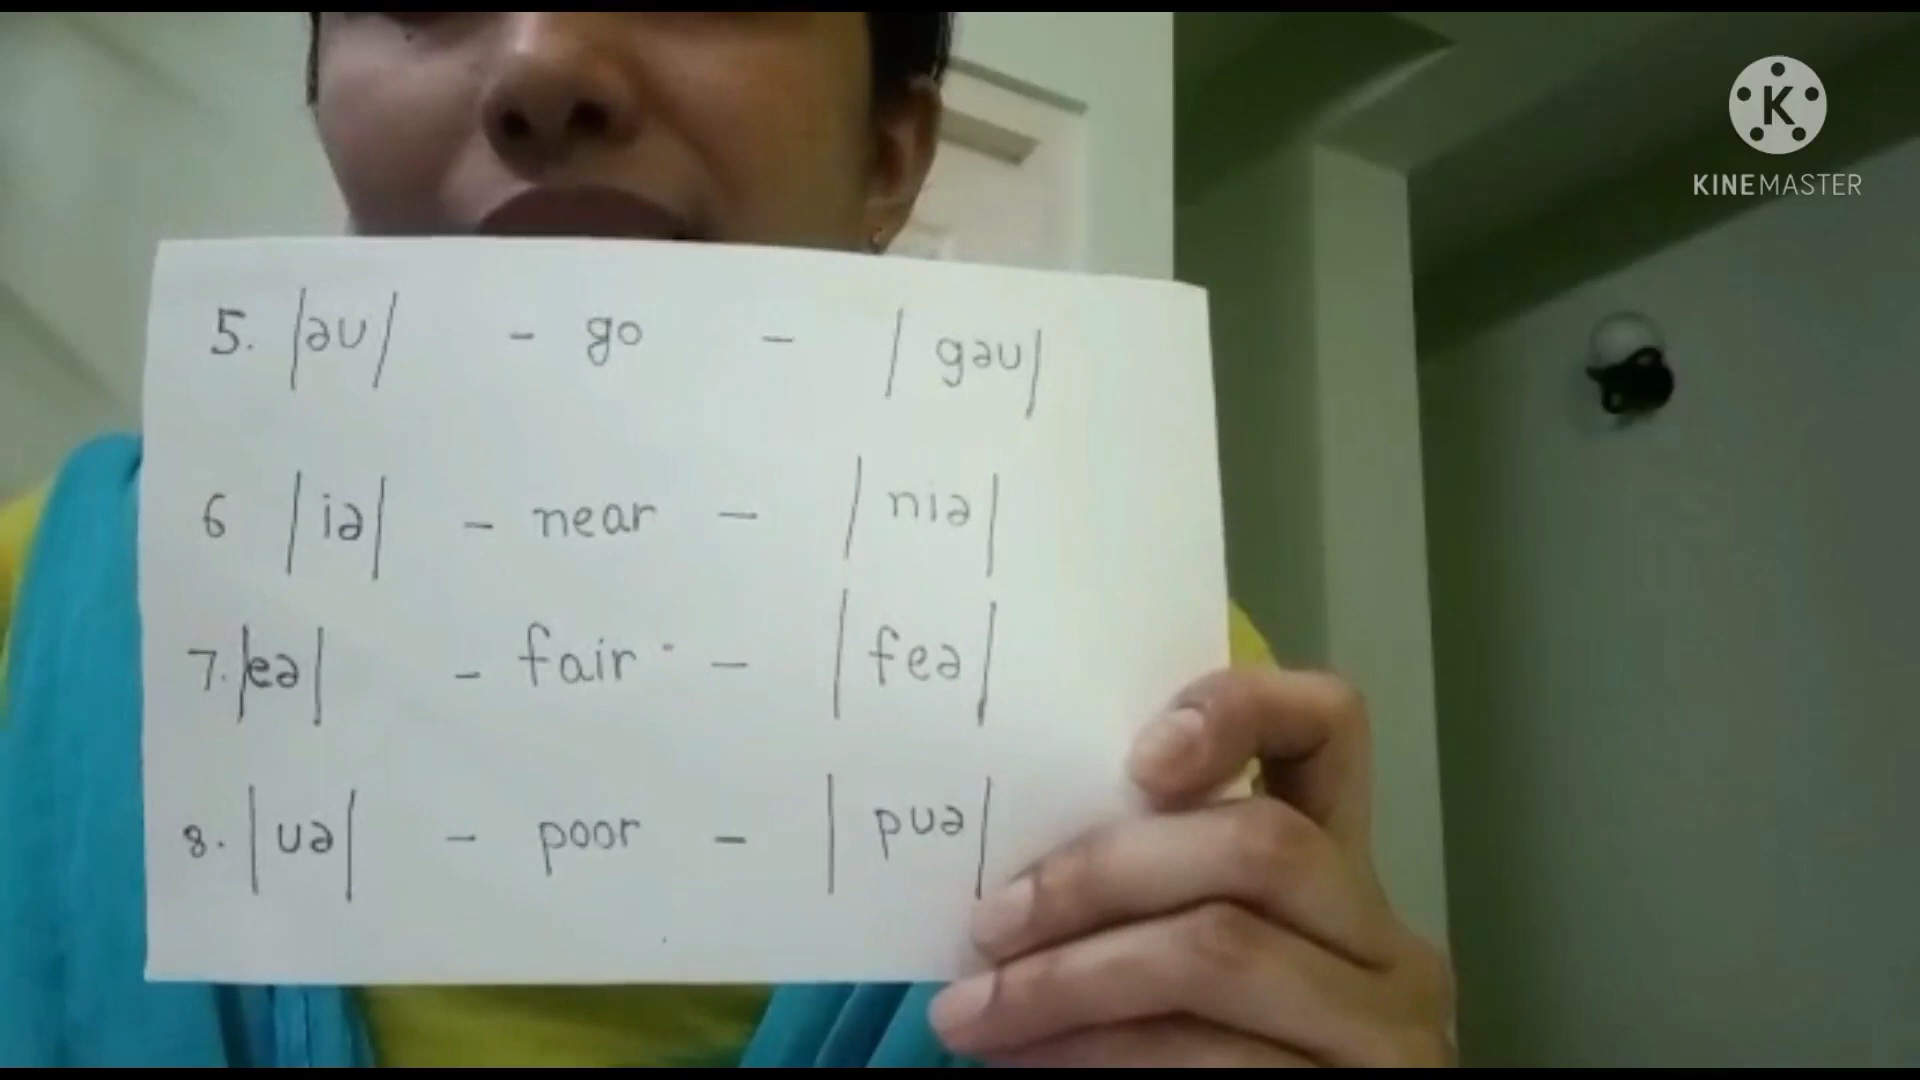 5. |əʊ| - go - |gəʊ|
6 |iə| - near - |niə|
7. |eə| - fair - |feə|
8. |ʊə| - poor - |pʊə|
K
KINEMASTER